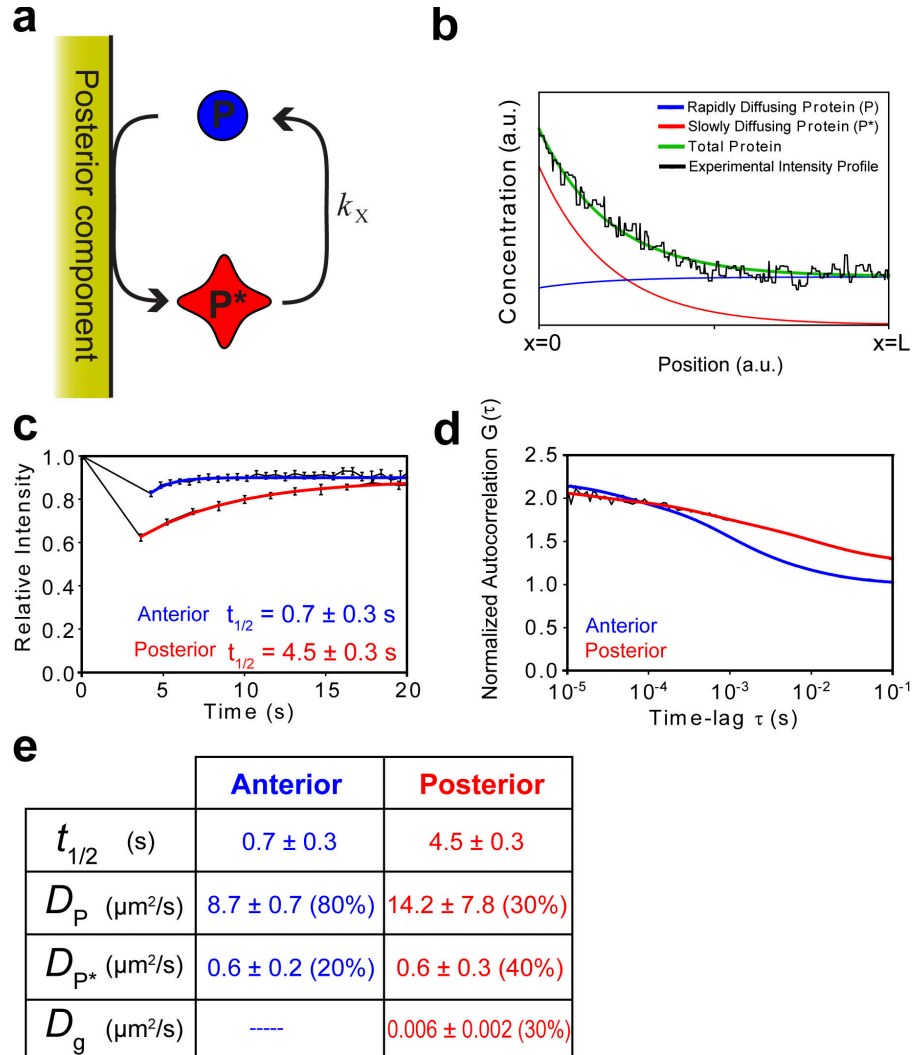 a
Posterior component
P
P*
kX
b
Concentration (a.u.)
Rapidly Diffusing Protein (P)
Slowly Diffusing Protein (P*)
Total Protein
Experimental Intensity Profile
x=0
x=L
Position (a.u.)
c
Relative Intensity
1.0
0.8
0.6
0.4
0.2
0.0
Anterior t1/2 = 0.7 ± 0.3 s
Posterior t1/2 = 4.5 ± 0.3 s
0 5 10 15 20
Time (s)
d
Normalized Autocorrelation G(τ)
2.5
2.0
1.5
1.0
0.5
0.0
Anterior
Posterior
10-5 10-4 10-3 10-2 10-1
Time-lag τ (s)
e
Anterior Posterior
t1/2 (s) 0.7 ± 0.3 4.5 ± 0.3
DP (µm2/s) 8.7 ± 0.7 (80%) 14.2 ± 7.8 (30%)
DP* (µm2/s) 0.6 ± 0.2 (20%) 0.6 ± 0.3 (40%)
Dg (µm2/s) ----- 0.006 ± 0.002 (30%)